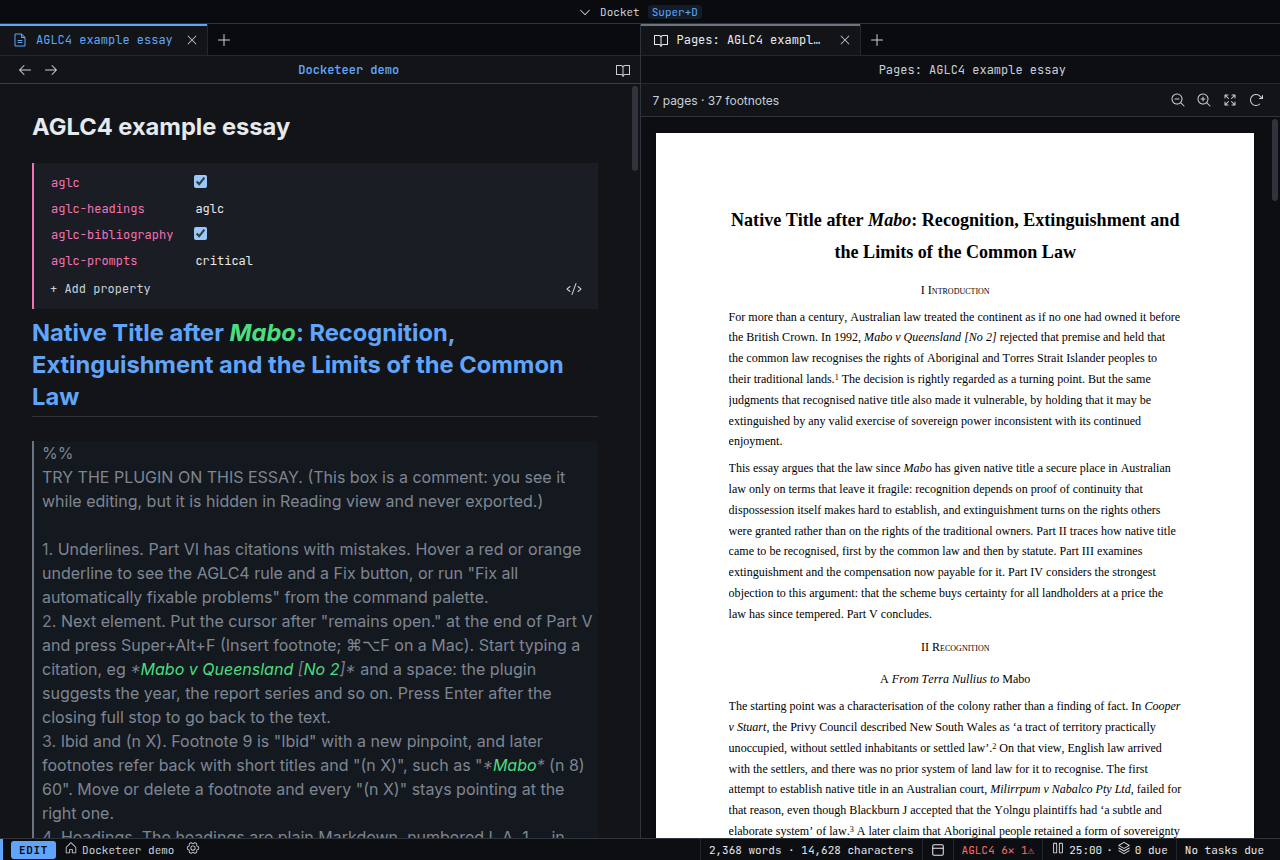 Docket Super+D
AGLC4 example essay
Pages: AGLC4 exampl…
Docketeer demo
Pages: AGLC4 example essay
7 pages · 37 footnotes
AGLC4 example essay
aglc
aglc-headings aglc
aglc-bibliography
aglc-prompts critical
+ Add property </>
Native Title after Mabo: Recognition,
Extinguishment and the Limits of the Common
Law
%%
TRY THE PLUGIN ON THIS ESSAY. (This box is a comment: you see it
while editing, but it is hidden in Reading view and never exported.)
1. Underlines. Part VI has citations with mistakes. Hover a red or orange
underline to see the AGLC4 rule and a Fix button, or run "Fix all
automatically fixable problems" from the command palette.
2. Next element. Put the cursor after "remains open." at the end of Part V
and press Super+Alt+F (Insert footnote; ⌘⌥F on a Mac). Start typing a
citation, eg *Mabo v Queensland [No 2]* and a space: the plugin
suggests the year, the report series and so on. Press Enter after the
closing full stop to go back to the text.
3. Ibid and (n X). Footnote 9 is "Ibid" with a new pinpoint, and later
footnotes refer back with short titles and "(n X)", such as "*Mabo* (n 8)
60". Move or delete a footnote and every "(n X)" stays pointing at the
right one.
4. Headings. The headings are plain Markdown, numbered I, A, 1 … in
Native Title after Mabo: Recognition, Extinguishment and
the Limits of the Common Law
I Introduction
For more than a century, Australian law treated the continent as if no one had owned it before
the British Crown. In 1992, Mabo v Queensland [No 2] rejected that premise and held that
the common law recognises the rights of Aboriginal and Torres Strait Islander peoples to
their traditional lands.1 The decision is rightly regarded as a turning point. But the same
judgments that recognised native title also made it vulnerable, by holding that it may be
extinguished by any valid exercise of sovereign power inconsistent with its continued
enjoyment.
This essay argues that the law since Mabo has given native title a secure place in Australian
law only on terms that leave it fragile: recognition depends on proof of continuity that
dispossession itself makes hard to establish, and extinguishment turns on the rights others
were granted rather than on the rights of the traditional owners. Part II traces how native title
came to be recognised, first by the common law and then by statute. Part III examines
extinguishment and the compensation now payable for it. Part IV considers the strongest
objection to this argument: that the scheme buys certainty for all landholders at a price the
law has since tempered. Part V concludes.
II Recognition
A From Terra Nullius to Mabo
The starting point was a characterisation of the colony rather than a finding of fact. In Cooper
v Stuart, the Privy Council described New South Wales as ‘a tract of territory practically
unoccupied, without settled inhabitants or settled law’.2 On that view, English law arrived
with the settlers, and there was no prior system of land law for it to recognise. The first
attempt to establish native title in an Australian court, Milirrpum v Nabalco Pty Ltd, failed for
that reason, even though Blackburn J accepted that the Yolngu plaintiffs had ‘a subtle and
elaborate system’ of law.3 A later claim that Aboriginal people retained a form of sovereignty
EDIT Docketeer demo 2,368 words · 14,628 characters AGLC4 6× 1⚠ 25:00 · 0 due No tasks due